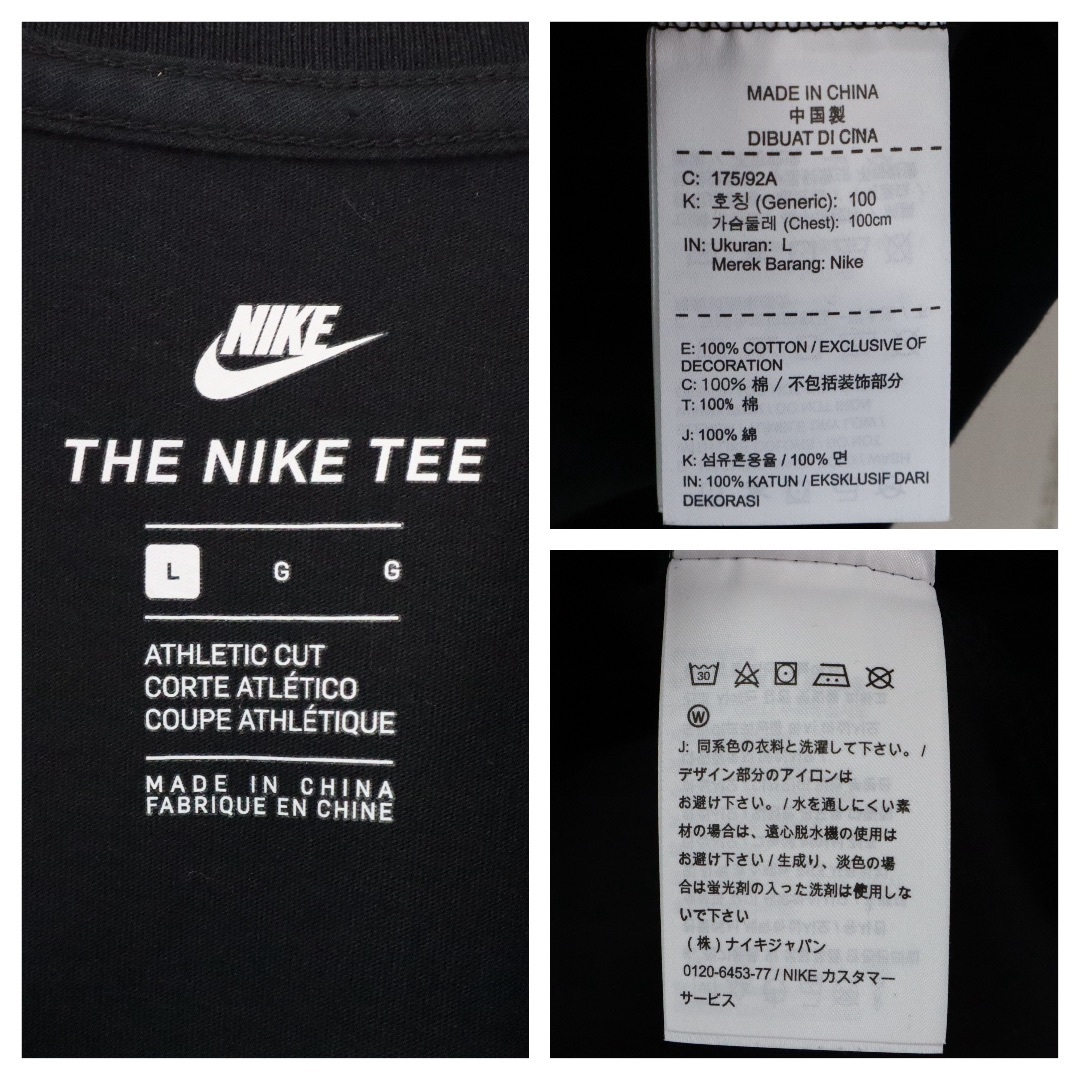 NIKE
THE NIKE TEE
L G G
ATHLETIC CUT
CORTE ATLÉTICO
COUPE ATHLÉTIQUE
MADE IN CHINA
FABRIQUE EN CHINE
MADE IN CHINA
中国製
DIBUAT DI CINA
C: 175/92A
K: 호칭 (Generic): 100
가슴둘레 (Chest): 100cm
IN: Ukuran: L
Merek Barang: Nike
E: 100% COTTON / EXCLUSIVE OF
DECORATION
C: 100% 棉 / 不包括装饰部分
T: 100% 棉
J: 100% 綿
K: 섬유혼용율 / 100% 면
IN: 100% KATUN / EKSKLUSIF DARI
DEKORASI
30
W
J: 同系色の衣料と洗濯して下さい。 /
デザイン部分のアイロンは
お避け下さい。 / 水を通しにくい素
材の場合は、遠心脱水機の使用は
お避け下さい / 生成り、淡色の場
合は蛍光剤の入った洗剤は使用しな
いで下さい
(株)ナイキジャパン
0120-6453-77 / NIKE カスタマー
サービス